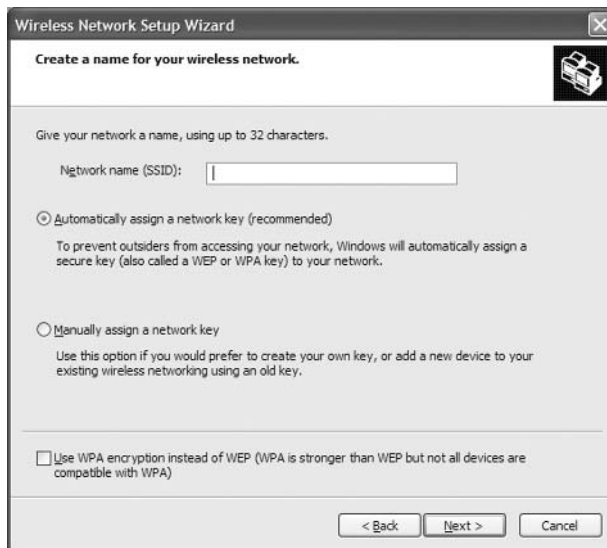 Wireless Network Setup Wizard
Create a name for your wireless network.
Give your network a name, using up to 32 characters.
Network name (SSID):
Automatically assign a network key (recommended)
To prevent outsiders from accessing your network, Windows will automatically assign a
secure key (also called a WEP or WPA key) to your network.
Manually assign a network key
Use this option if you would prefer to create your own key, or add a new device to your
existing wireless networking using an old key.
Use WPA encryption instead of WEP (WPA is stronger than WEP but not all devices are
compatible with WPA)
< Back
Next >
Cancel